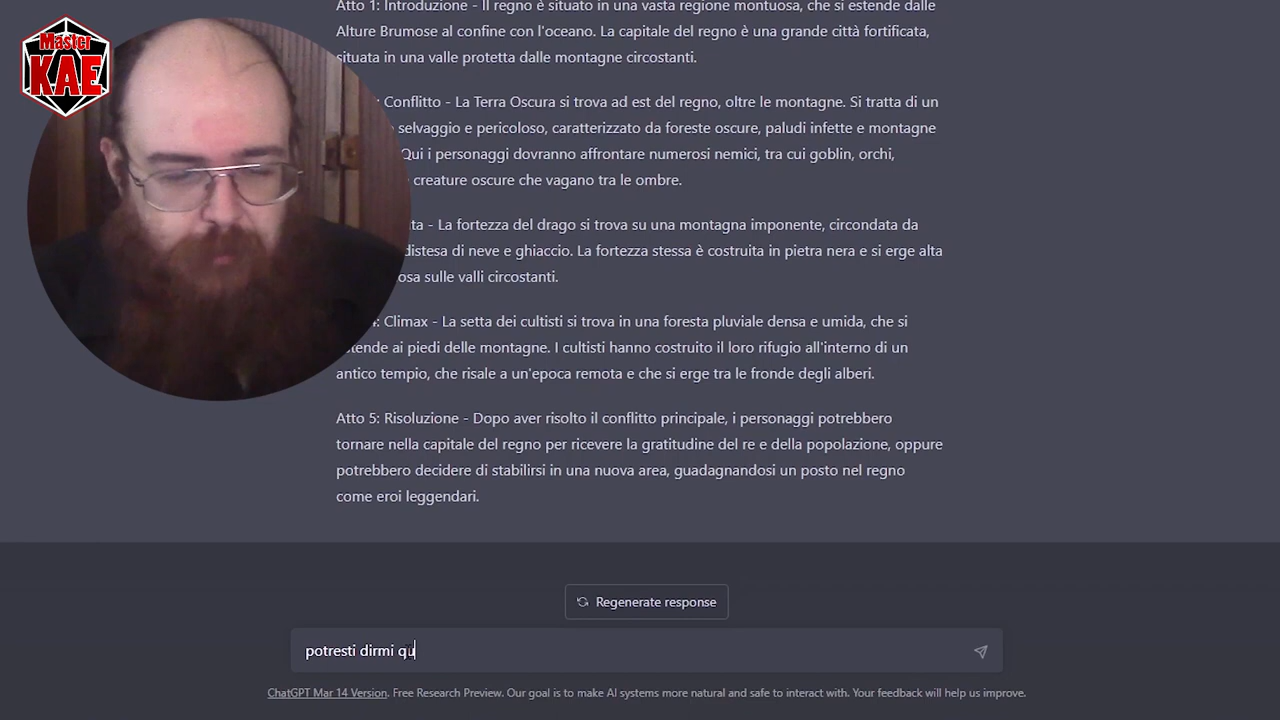 Master
KAE
Atto 1: Introduzione - Il regno è situato in una vasta regione montuosa, che si estende dalle
Alture Brumose al confine con l'oceano. La capitale del regno è una grande città fortificata,
situata in una valle protetta dalle montagne circostanti.
: Conflitto - La Terra Oscura si trova ad est del regno, oltre le montagne. Si tratta di un
selvaggio e pericoloso, caratterizzato da foreste oscure, paludi infette e montagne
Qui i personaggi dovranno affrontare numerosi nemici, tra cui goblin, orchi,
creature oscure che vagano tra le ombre.
ta - La fortezza del drago si trova su una montagna imponente, circondata da
distesa di neve e ghiaccio. La fortezza stessa è costruita in pietra nera e si erge alta
osa sulle valli circostanti.
: Climax - La setta dei cultisti si trova in una foresta pluviale densa e umida, che si
stende ai piedi delle montagne. I cultisti hanno costruito il loro rifugio all'interno di un
antico tempio, che risale a un'epoca remota e che si erge tra le fronde degli alberi.
Atto 5: Risoluzione - Dopo aver risolto il conflitto principale, i personaggi potrebbero
tornare nella capitale del regno per ricevere la gratitudine del re e della popolazione, oppure
potrebbero decidere di stabilirsi in una nuova area, guadagnandosi un posto nel regno
come eroi leggendari.
Regenerate response
potresti dirmi qu
ChatGPT Mar 14 Version. Free Research Preview. Our goal is to make AI systems more natural and safe to interact with. Your feedback will help us improve.